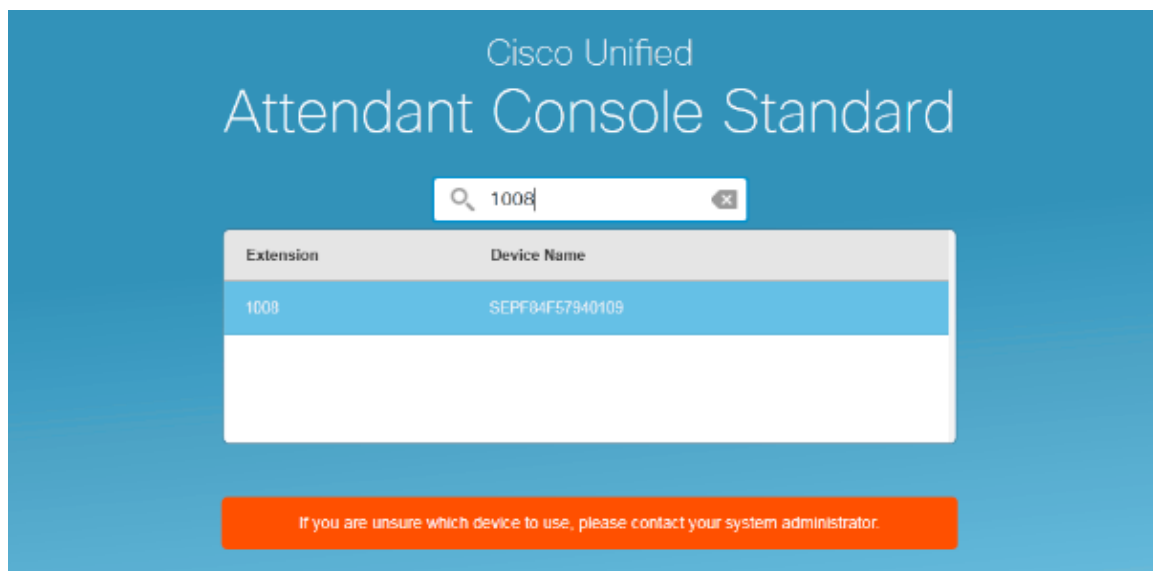 Cisco Unified
Attendant Console Standard
1008
Extension Device Name
1008 SEPF84F57940109
If you are unsure which device to use, please contact your system administrator.